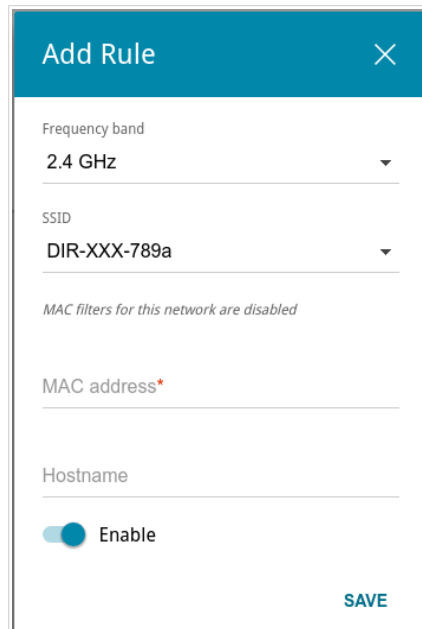 Add Rule
Frequency band
2.4 GHz
SSID
DIR-XXX-789a
MAC filters for this network are disabled
MAC address*
Hostname
Enable
SAVE